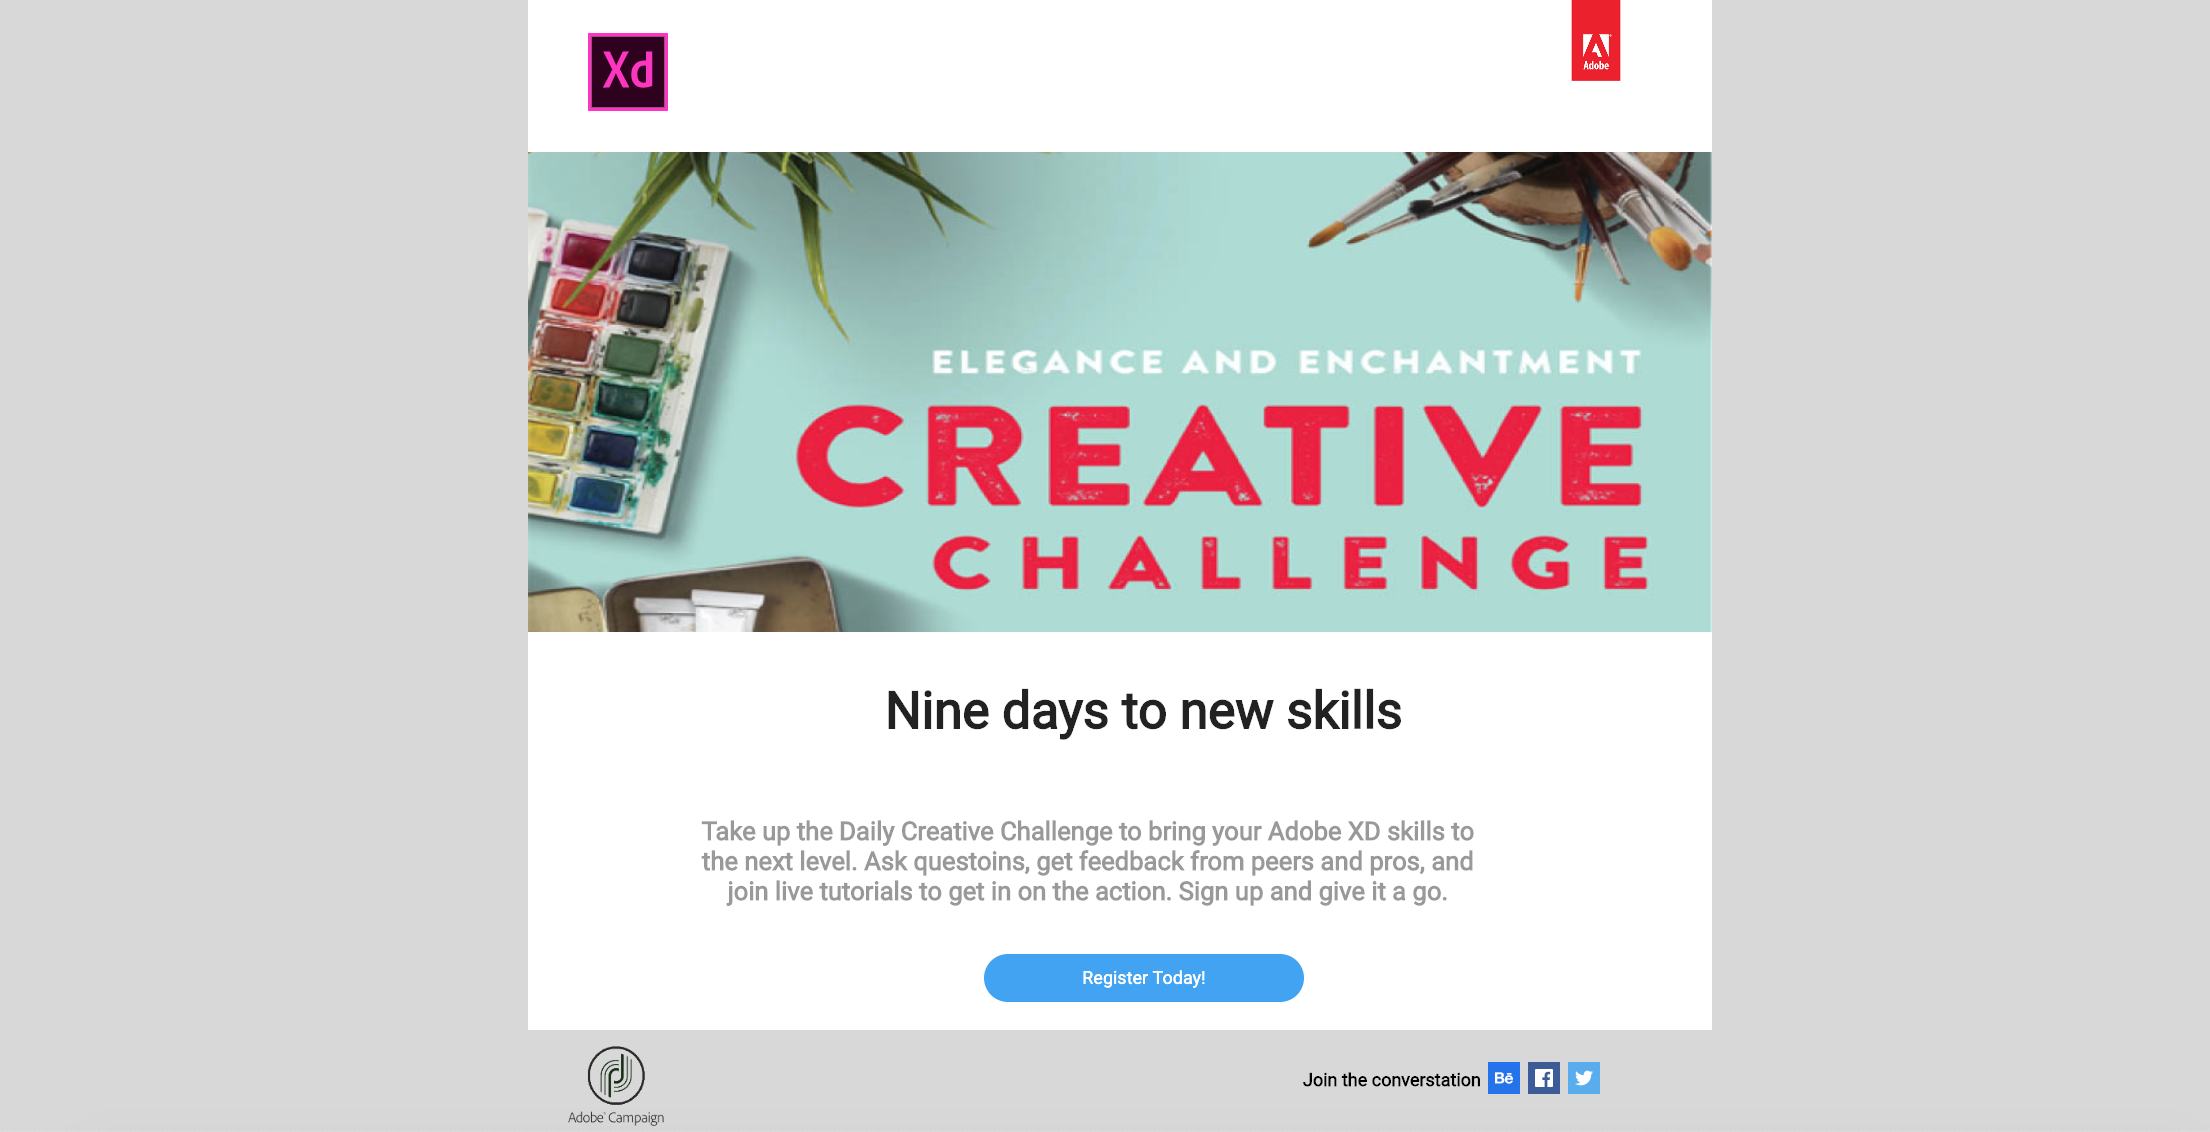 Xd
Adobe
ELEGANCE AND ENCHANTMENT
CREATIVE
CHALLENGE
Nine days to new skills
Take up the Daily Creative Challenge to bring your Adobe XD skills to
the next level. Ask questoins, get feedback from peers and pros, and
join live tutorials to get in on the action. Sign up and give it a go.
Register Today!
Adobe® Campaign
Join the converstation
Bē